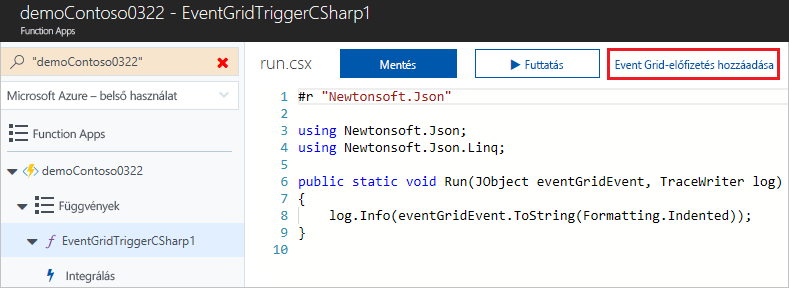 demoContoso0322 - EventGridTriggerCSharp1
Function Apps
"demoContoso0322"
Microsoft Azure – belső használat
Function Apps
demoContoso0322
Függvények
EventGridTriggerCSharp1
Integrálás
run.csx
Mentés
Futtatás
Event Grid-előfizetés hozzáadása
1 #r "Newtonsoft.Json"
2
3 using Newtonsoft.Json;
4 using Newtonsoft.Json.Linq;
5
6 public static void Run(JObject eventGridEvent, TraceWriter log)
7 {
8     log.Info(eventGridEvent.ToString(Formatting.Indented));
9 }
10